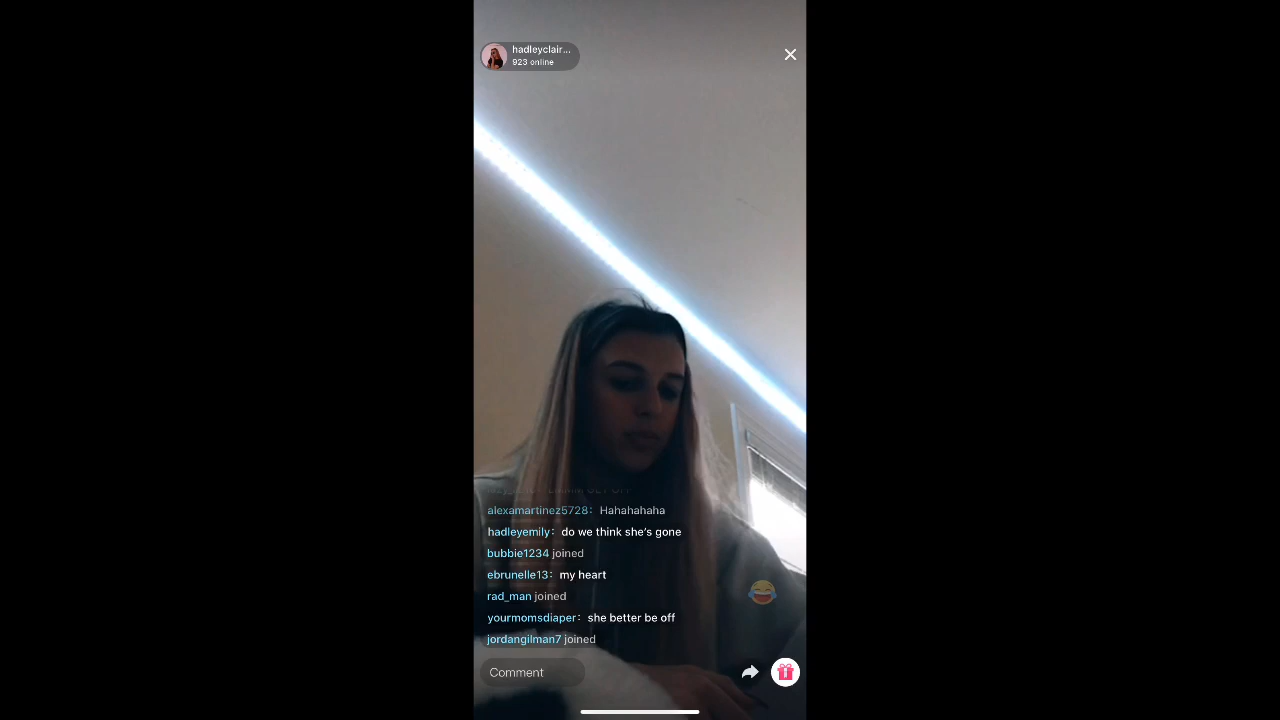 hadleyclair...
923 online
alexamartinez5728: Hahahahaha
hadleyemily: do we think she's gone
bubbie1234 joined
ebrunelle13: my heart
rad_man joined
yourmomsdiaper: she better be off
jordangilman7 joined
Comment